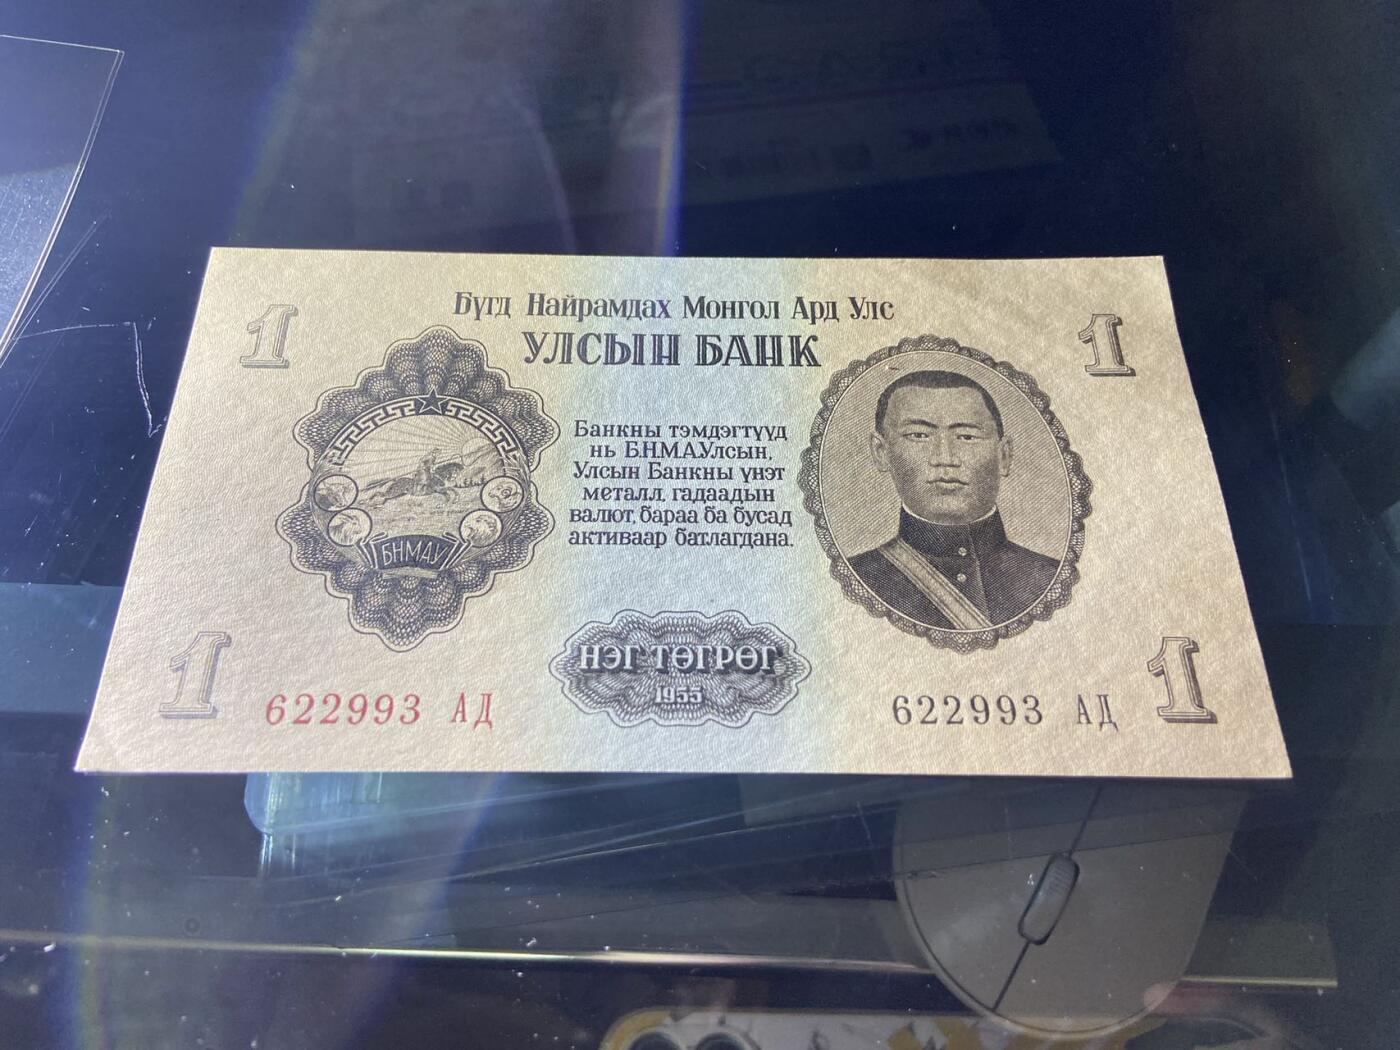 Бүгд Найрамдах Монгол Ард Улс
УЛСЫН БАНК
1
1
Банкны тэмдэгтүүд
нь Б.Н.М.А.Улсын,
Улсын Банкны үнэт
металл, гадаадын
валют, бараа ба бусад
активаар батлагдана.
БНМАУ
НЭГ ТӨГРӨГ
1955
1
622993 АД
622993 АД
1